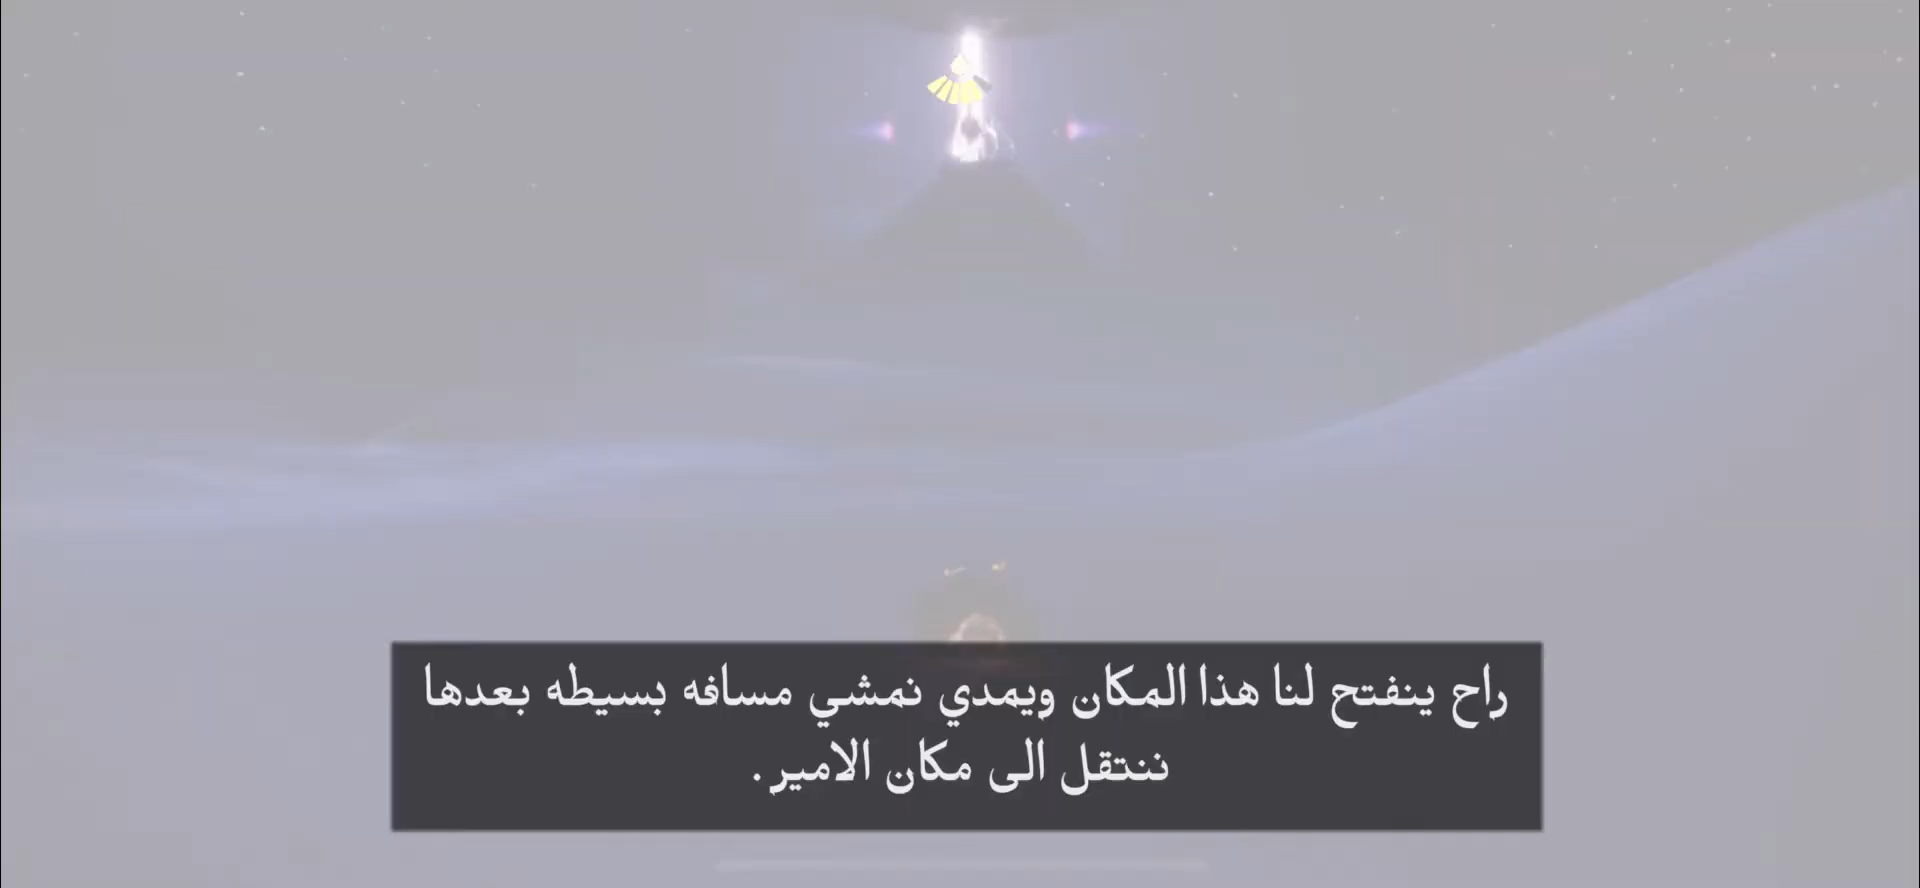 راح ينفتح لنا هذا المكان ويمدي نمشي مسافه بسيطه بعدها
ننتقل الى مكان الامير.